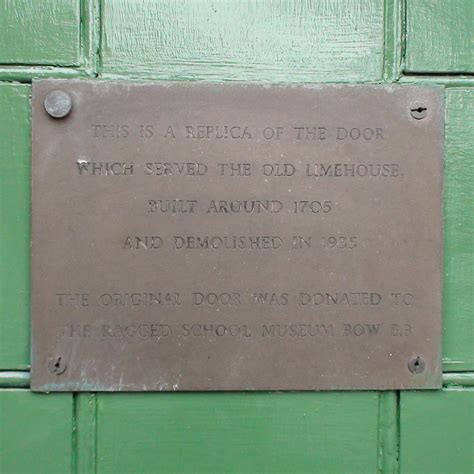 THIS IS A REPLICA OF THE DOOR
WHICH SERVED THE OLD LIMEHOUSE,
BUILT AROUND 1705
AND DEMOLISHED IN 1935
THE ORIGINAL DOOR WAS DONATED TO
THE RAGGED SCHOOL MUSEUM BOW E.3